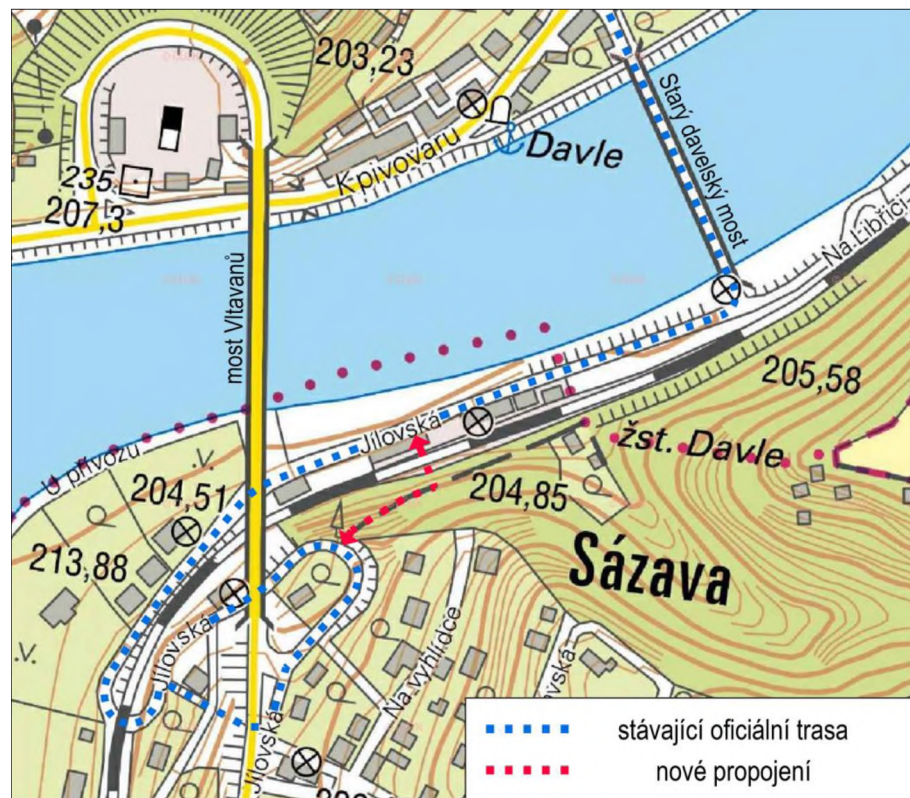 203,23
Starý davelský most
Davle
K pivovaru
235
207,3
Na Libřici
most Vltavanů
205,58
Jílovská
žst. Davle
U přívozu
204,51
204,85
213,88
Sázava
Jílovská
Na vyhlídce
Jílovská
stávající oficiální trasa
nové propojení